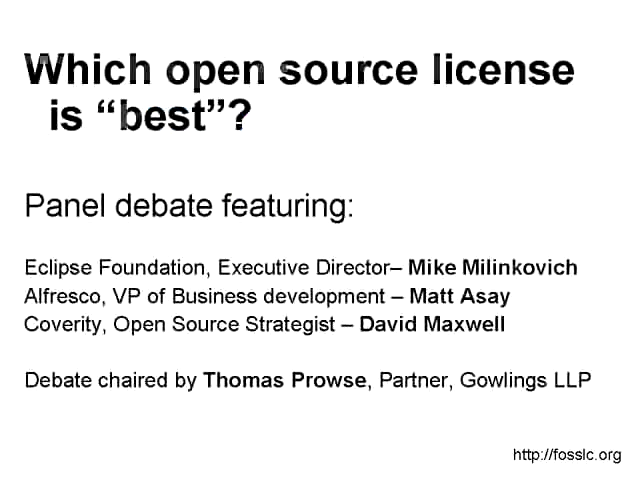 Which open source license
is “best”?
Panel debate featuring:
Eclipse Foundation, Executive Director– Mike Milinkovich
Alfresco, VP of Business development – Matt Asay
Coverity, Open Source Strategist – David Maxwell
Debate chaired by Thomas Prowse, Partner, Gowlings LLP
http://fosslc.org